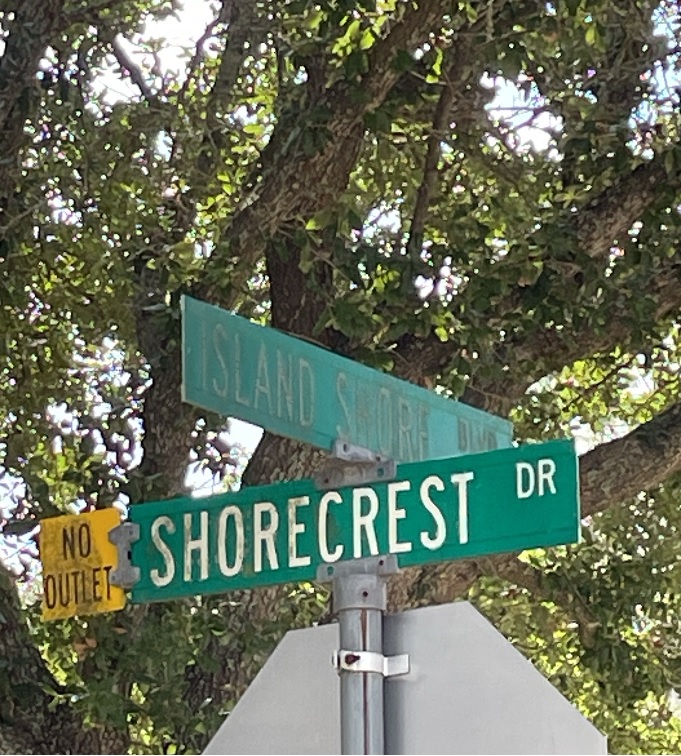 ISLAND SHORE BLVD
SHORECREST DR
NO
OUTLET